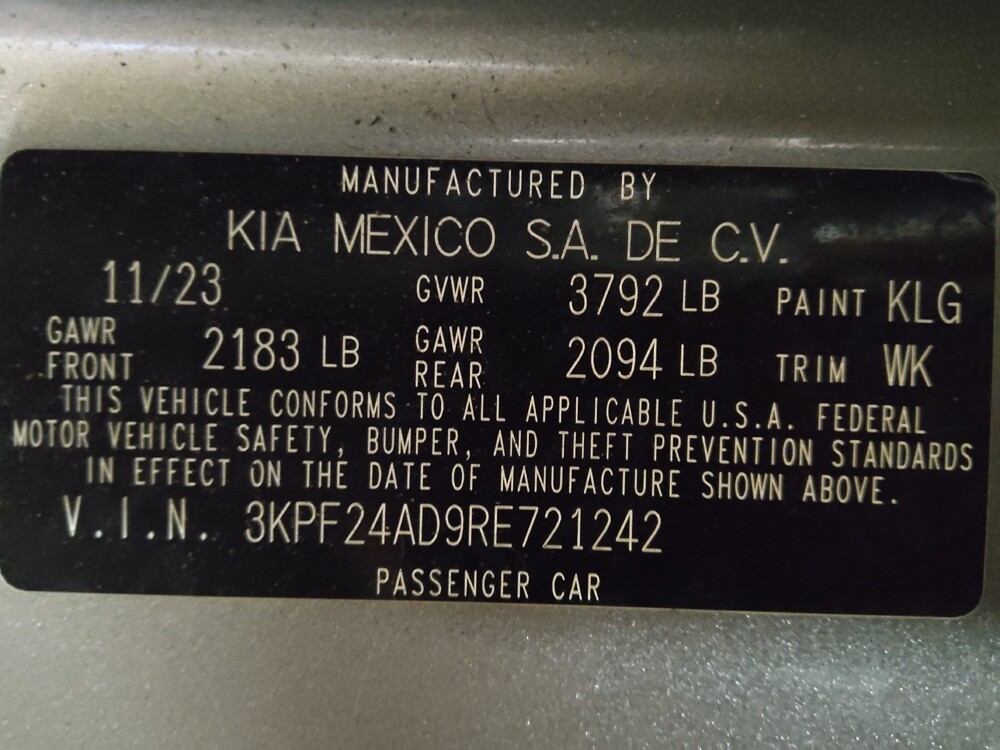 MANUFACTURED BY
KIA MEXICO S.A. DE C.V.
11/23 GVWR 3792 LB PAINT KLG
GAWR FRONT 2183 LB GAWR REAR 2094 LB TRIM WK
THIS VEHICLE CONFORMS TO ALL APPLICABLE U.S.A. FEDERAL
MOTOR VEHICLE SAFETY, BUMPER, AND THEFT PREVENTION STANDARDS
IN EFFECT ON THE DATE OF MANUFACTURE SHOWN ABOVE.
V.I.N. 3KPF24AD9RE721242
PASSENGER CAR